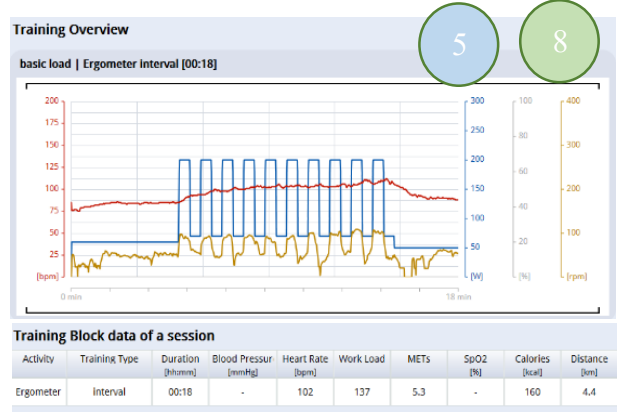 Training Overview
5
8
basic load | Ergometer interval [00:18]
200 300 100 400
175
250 80
150
200 300
125
60
100 150 200
75
100 40
50
50 20 100
25
[bpm] [W] [%] [rpm]
0 min 18 min
Training Block data of a session
Activity Training Type Duration Blood Pressur Heart Rate Work Load METs SpO2 Calories Distance
[hh:mm] [mmHg] [bpm] [%] [kcal] [km]
Ergometer interval 00:18 - 102 137 5.3 - 160 4.4